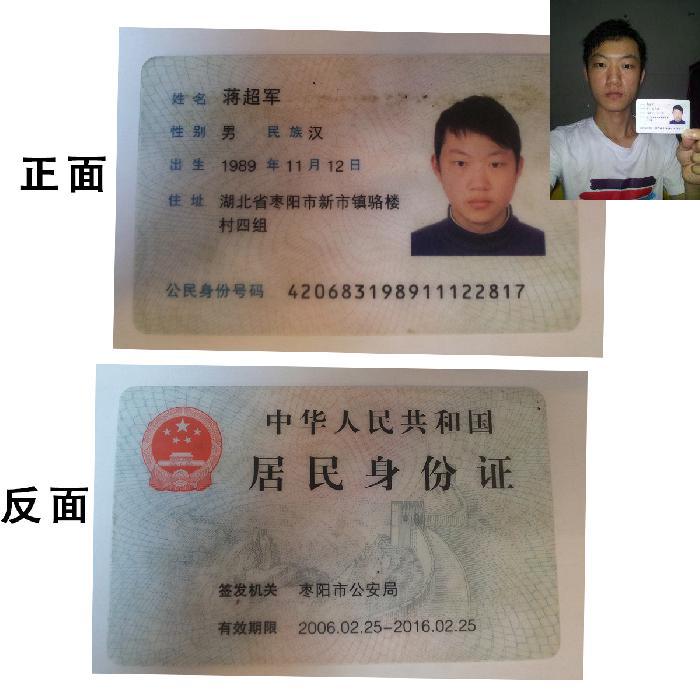 正面
姓名 蒋超军
性别 男 民族 汉
出生 1989 年 11 月 12 日
住址 湖北省枣阳市新市镇骆楼
村四组
公民身份号码 420683198911122817
反面
中华人民共和国
居民身份证
签发机关 枣阳市公安局
有效期限 2006.02.25-2016.02.25